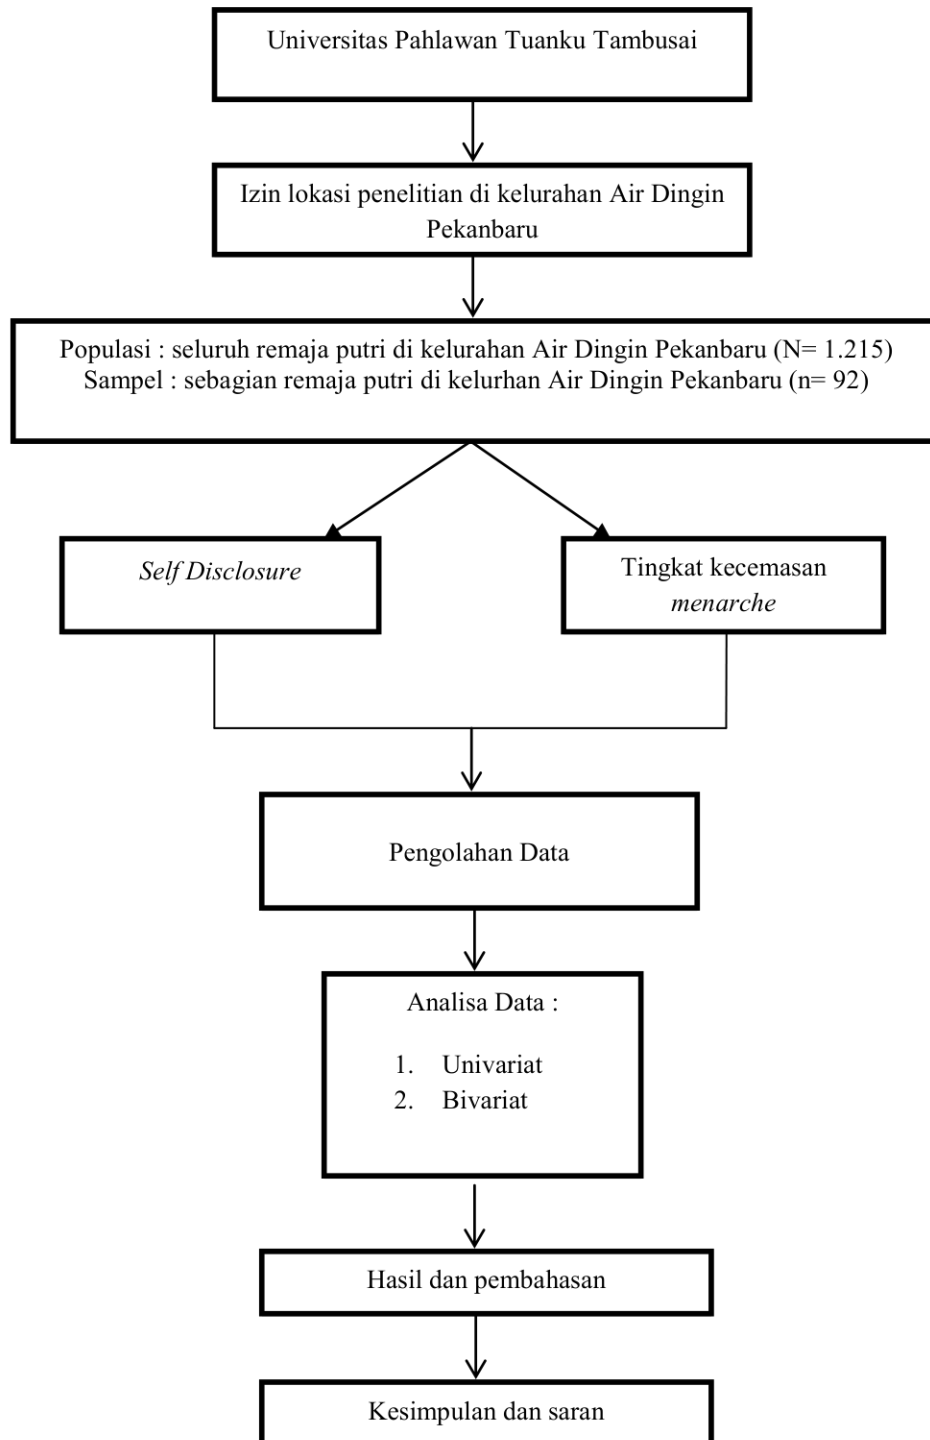 Universitas Pahlawan Tuanku Tambusai
Izin lokasi penelitian di kelurahan Air Dingin
Pekanbaru
Populasi : seluruh remaja putri di kelurahan Air Dingin Pekanbaru (N= 1.215)
Sampel : sebagian remaja putri di kelurhan Air Dingin Pekanbaru (n= 92)
Self Disclosure
Tingkat kecemasan
menarche
Pengolahan Data
Analisa Data :
1. Univariat
2. Bivariat
Hasil dan pembahasan
Kesimpulan dan saran